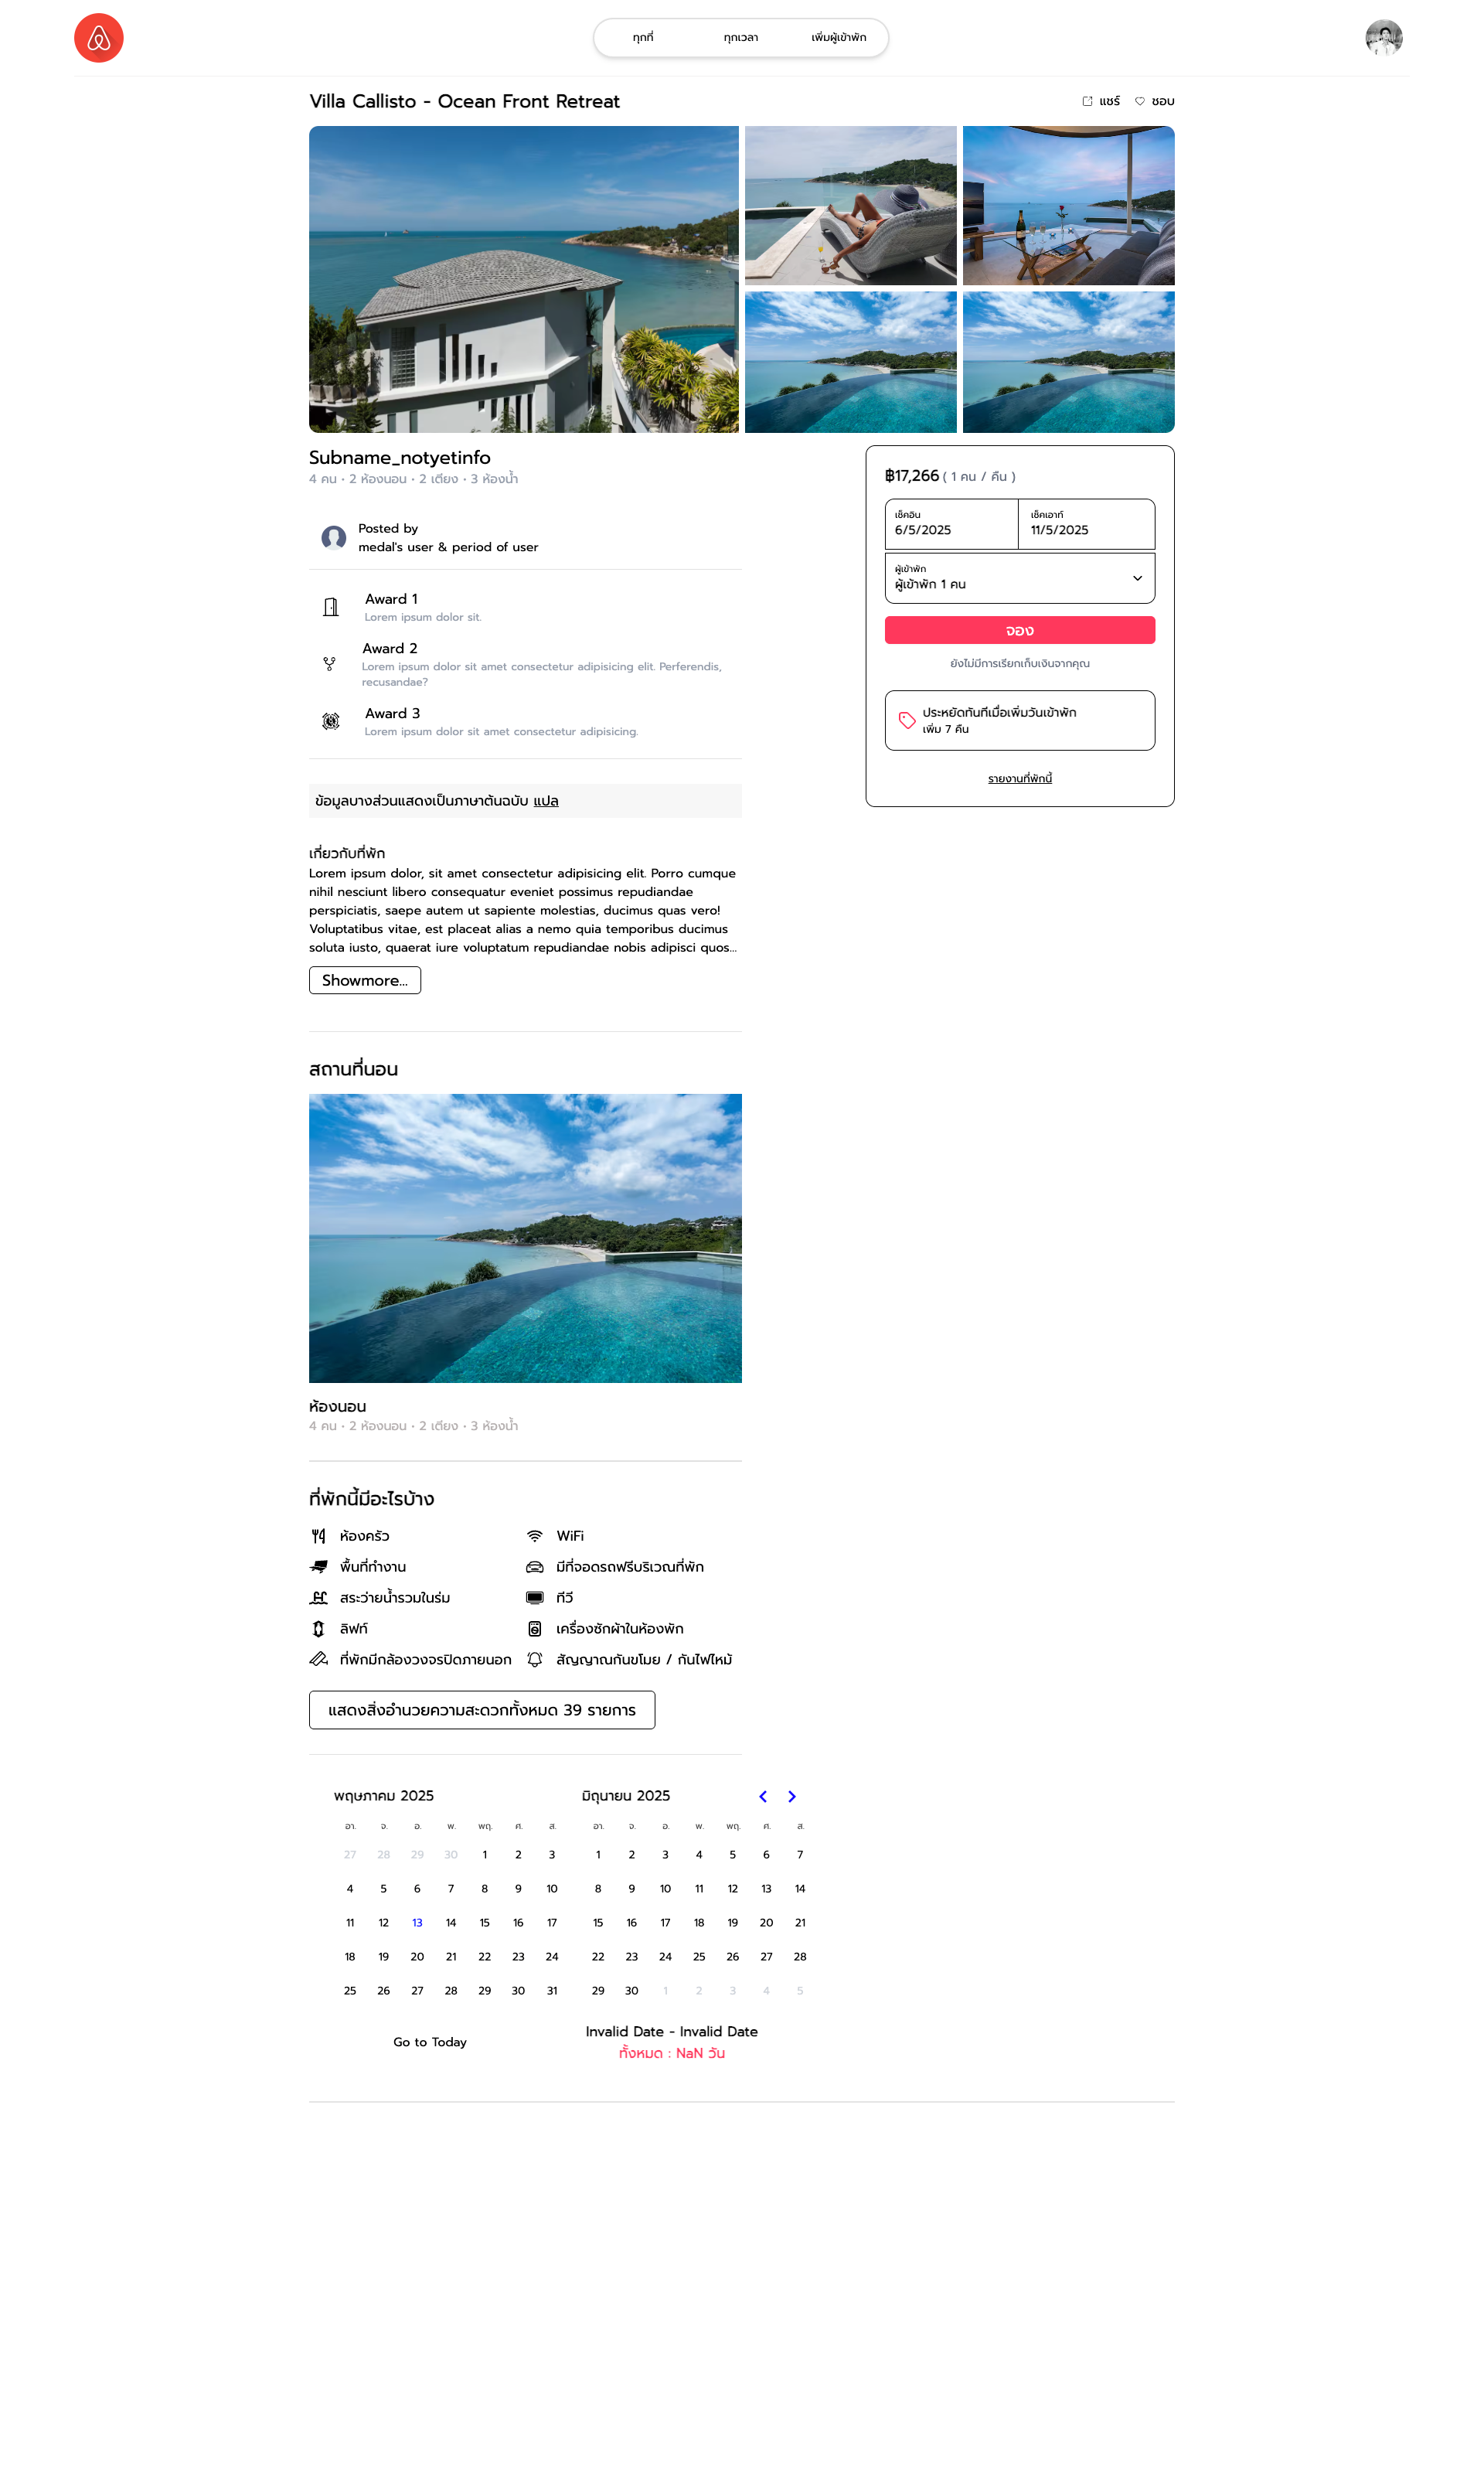 ทุกที่
ทุกเวลา
เพิ่มผู้เข้าพัก
Villa Callisto - Ocean Front Retreat
แชร์
ชอบ
Subname_notyetinfo
4 คน • 2 ห้องนอน • 2 เตียง • 3 ห้องน้ำ
Posted by
medal's user & period of user
Award 1
Lorem ipsum dolor sit.
Award 2
Lorem ipsum dolor sit amet consectetur adipisicing elit. Perferendis,
recusandae?
Award 3
Lorem ipsum dolor sit amet consectetur adipisicing.
฿17,266 ( 1 คน / คืน )
เช็คอิน
6/5/2025
เช็คเอาท์
11/5/2025
ผู้เข้าพัก
ผู้เข้าพัก 1 คน
จอง
ยังไม่มีการเรียกเก็บเงินจากคุณ
ประหยัดทันทีเมื่อเพิ่มวันเข้าพัก
เพิ่ม 7 คืน
รายงานที่พักนี้
ข้อมูลบางส่วนแสดงเป็นภาษาต้นฉบับ แปล
เกี่ยวกับที่พัก
Lorem ipsum dolor, sit amet consectetur adipisicing elit. Porro cumque
nihil nesciunt libero consequatur eveniet possimus repudiandae
perspiciatis, saepe autem ut sapiente molestias, ducimus quas vero!
Voluptatibus vitae, est placeat alias a nemo quia temporibus ducimus
soluta iusto, quaerat iure voluptatum repudiandae nobis adipisci quos...
Showmore...
สถานที่นอน
ห้องนอน
4 คน • 2 ห้องนอน • 2 เตียง • 3 ห้องน้ำ
ที่พักนี้มีอะไรบ้าง
ห้องครัว
WiFi
พื้นที่ทำงาน
มีที่จอดรถฟรีบริเวณที่พัก
สระว่ายน้ำรวมในร่ม
ทีวี
ลิฟท์
เครื่องซักผ้าในห้องพัก
ที่พักมีกล้องวงจรปิดภายนอก
สัญญาณกันขโมย / กันไฟไหม้
แสดงสิ่งอำนวยความสะดวกทั้งหมด 39 รายการ
พฤษภาคม 2025
อา. จ. อ. พ. พฤ. ศ. ส.
27 28 29 30 1 2 3
4 5 6 7 8 9 10
11 12 13 14 15 16 17
18 19 20 21 22 23 24
25 26 27 28 29 30 31
มิถุนายน 2025
อา. จ. อ. พ. พฤ. ศ. ส.
1 2 3 4 5 6 7
8 9 10 11 12 13 14
15 16 17 18 19 20 21
22 23 24 25 26 27 28
29 30 1 2 3 4 5
Go to Today
Invalid Date - Invalid Date
ทั้งหมด : NaN วัน